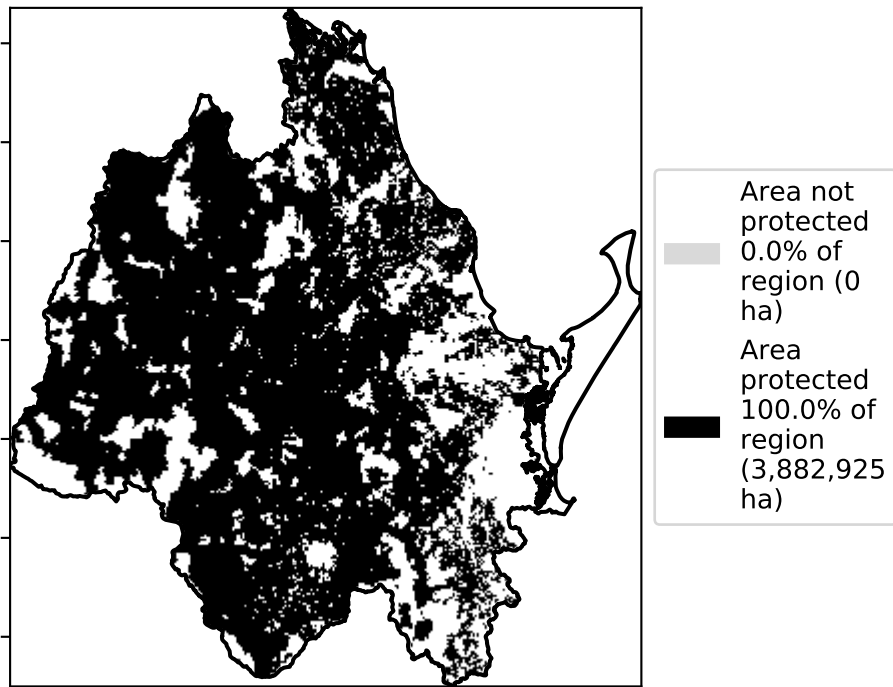 Area not
protected
0.0% of
region (0
ha)
Area
protected
100.0% of
region
(3,882,925
ha)